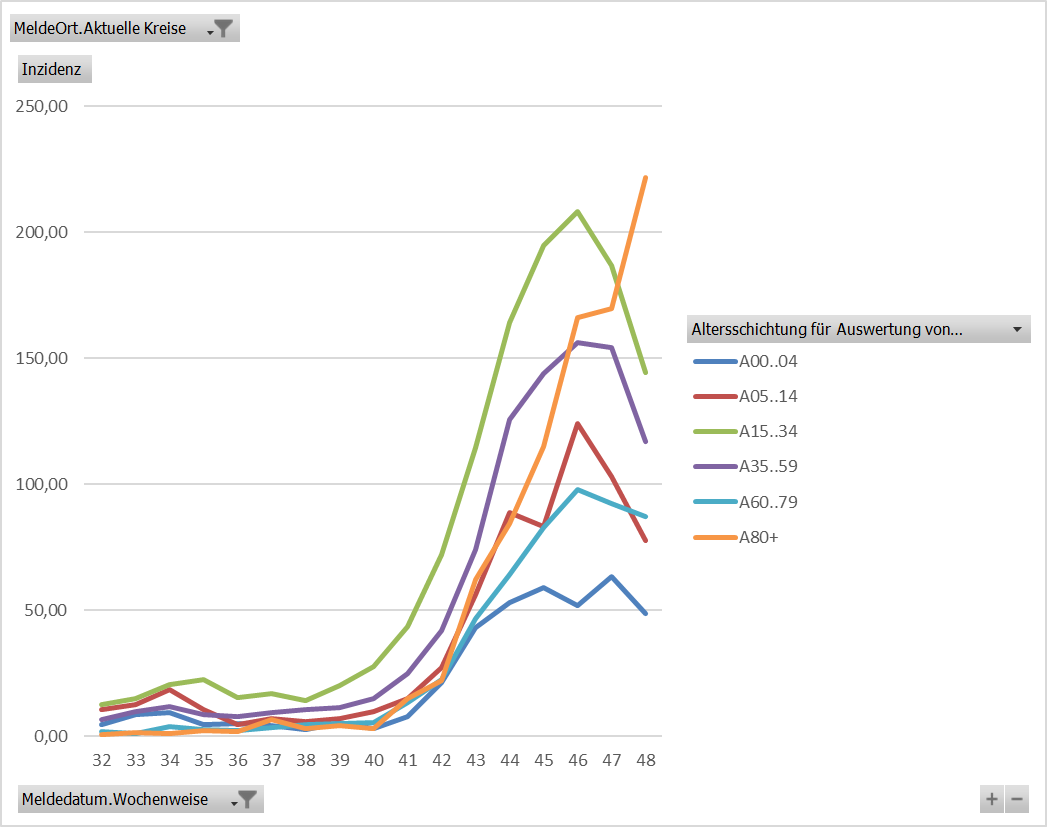 MeldeOrt.Aktuelle Kreise
Inzidenz
250,00
200,00
150,00
100,00
50,00
0,00
32 33 34 35 36 37 38 39 40 41 42 43 44 45 46 47 48
Altersschichtung für Auswertung von...
A00..04
A05..14
A15..34
A35..59
A60..79
A80+
Meldedatum.Wochenweise
+ −